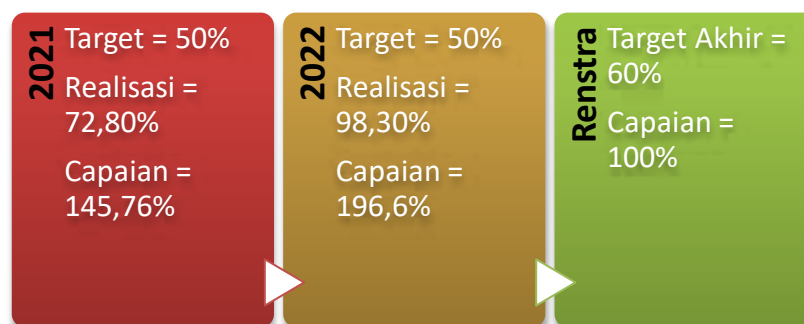 2021
Target = 50%
Realisasi =
72,80%
Capaian =
145,76%
2022
Target = 50%
Realisasi =
98,30%
Capaian =
196,6%
Renstra
Target Akhir =
60%
Capaian =
100%